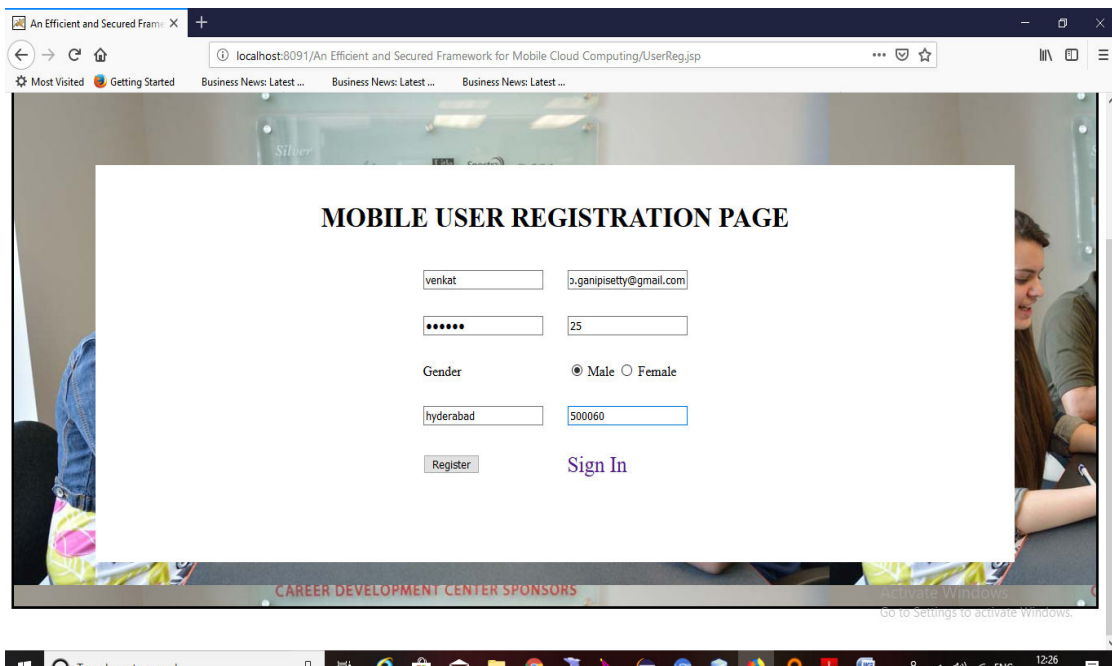 An Efficient and Secured Frame
localhost:8091/An Efficient and Secured Framework for Mobile Cloud Computing/UserReg.jsp
Most Visited Getting Started Business News: Latest ... Business News: Latest ... Business News: Latest ...
Silver
MOBILE USER REGISTRATION PAGE
venkat
o.ganipisetty@gmail.com
••••••
25
Gender Male Female
hyderabad
500060
Register Sign In
CAREER DEVELOPMENT CENTER SPONSORS
Activate Windows
Go to Settings to activate Windows.
ENG 12:26